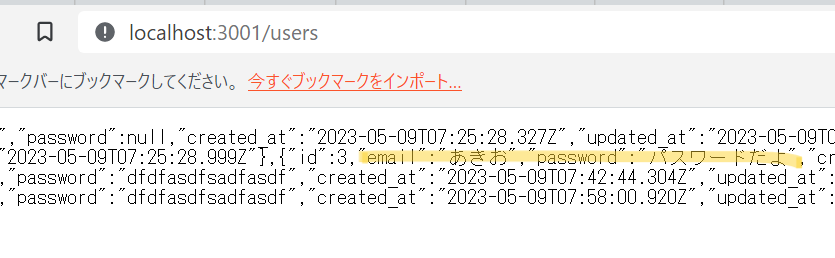 localhost:3001/users
マークバーにブックマークしてください。 今すぐブックマークをインポート...
","password":null,"created_at":"2023-05-09T07:25:28.327Z","updated_at":"2023-05-09T0
"2023-05-09T07:25:28.999Z"},{"id":3,"email":"あきお","password":"パスワードだよ","cr
,"password":"dfdfasdfsadfasdf","created_at":"2023-05-09T07:42:44.304Z","updated_at":
,"password":"dfdfasdfsadfasdf","created_at":"2023-05-09T07:58:00.920Z","updated_at":